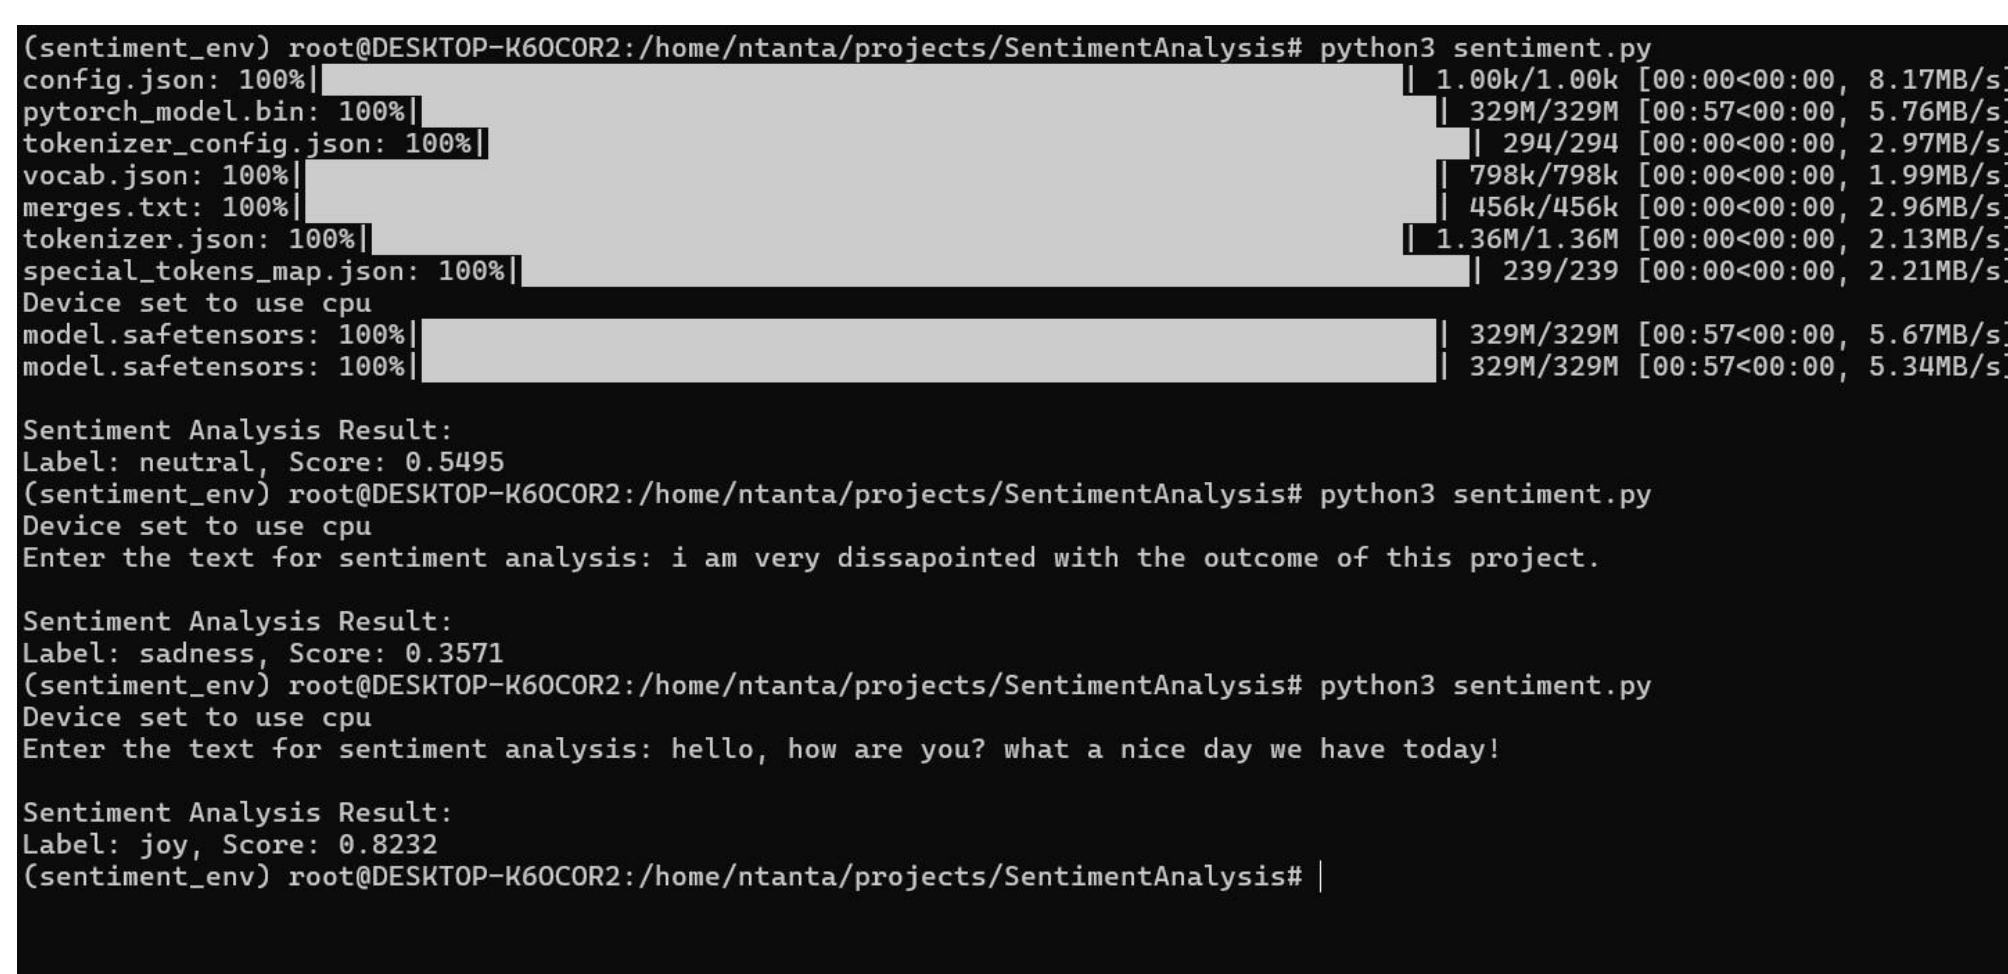 (sentiment_env) root@DESKTOP-K6OCOR2:/home/ntanta/projects/SentimentAnalysis# python3 sentiment.py
config.json: 100%| | 1.00k/1.00k [00:00<00:00, 8.17MB/s]
pytorch_model.bin: 100%| | 329M/329M [00:57<00:00, 5.76MB/s]
tokenizer_config.json: 100%| | 294/294 [00:00<00:00, 2.97MB/s]
vocab.json: 100%| | 798k/798k [00:00<00:00, 1.99MB/s]
merges.txt: 100%| | 456k/456k [00:00<00:00, 2.96MB/s]
tokenizer.json: 100%| | 1.36M/1.36M [00:00<00:00, 2.13MB/s]
special_tokens_map.json: 100%| | 239/239 [00:00<00:00, 2.21MB/s]
Device set to use cpu
model.safetensors: 100%| | 329M/329M [00:57<00:00, 5.67MB/s]
model.safetensors: 100%| | 329M/329M [00:57<00:00, 5.34MB/s]
Sentiment Analysis Result:
Label: neutral, Score: 0.5495
(sentiment_env) root@DESKTOP-K6OCOR2:/home/ntanta/projects/SentimentAnalysis# python3 sentiment.py
Device set to use cpu
Enter the text for sentiment analysis: i am very dissapointed with the outcome of this project.
Sentiment Analysis Result:
Label: sadness, Score: 0.3571
(sentiment_env) root@DESKTOP-K6OCOR2:/home/ntanta/projects/SentimentAnalysis# python3 sentiment.py
Device set to use cpu
Enter the text for sentiment analysis: hello, how are you? what a nice day we have today!
Sentiment Analysis Result:
Label: joy, Score: 0.8232
(sentiment_env) root@DESKTOP-K6OCOR2:/home/ntanta/projects/SentimentAnalysis#